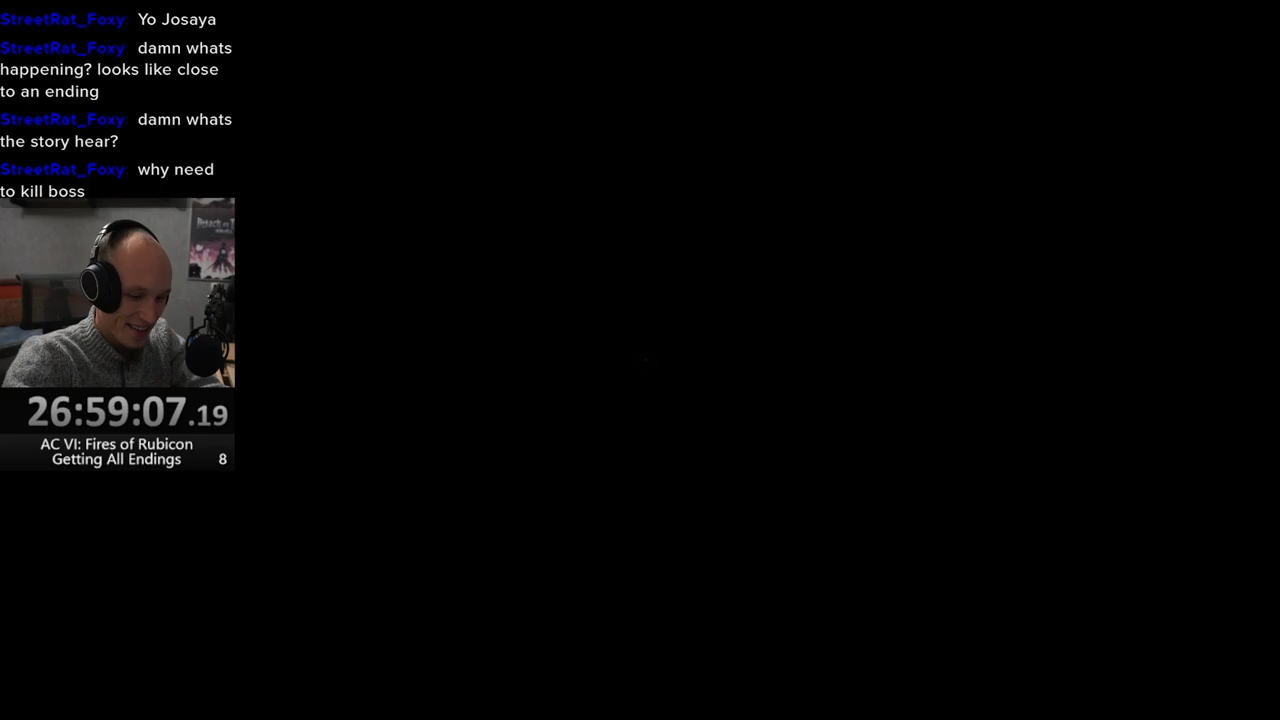 StreetRat_Foxy: Yo Josaya
StreetRat_Foxy: damn whats
happening? looks like close
to an ending
StreetRat_Foxy: damn whats
the story hear?
StreetRat_Foxy: why need
to kill boss
26:59:07.19
AC VI: Fires of Rubicon
Getting All Endings 8